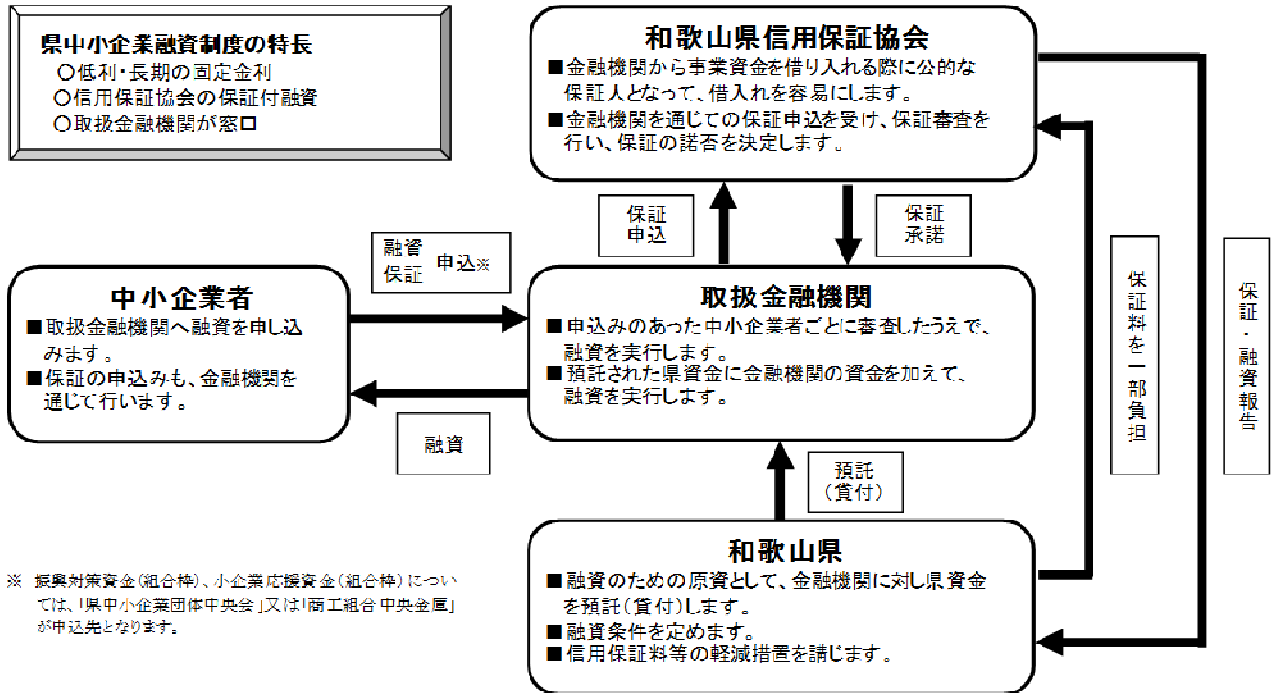 県中小企業融資制度の特長
○低利・長期の固定金利
○信用保証協会の保証付融資
○取扱金融機関が窓口
和歌山県信用保証協会
■金融機関から事業資金を借り入れる際に公的な
保証人となって、借入れを容易にします。
■金融機関を通じての保証申込を受け、保証審査を
行い、保証の諾否を決定します。
保証
申込
保証
承諾
融資
保証 申込※
中小企業者
■取扱金融機関へ融資を申し込
みます。
■保証の申込みも、金融機関を
通じて行います。
取扱金融機関
■申込みのあった中小企業者ごとに審査したうえで、
融資を実行します。
■預託された県資金に金融機関の資金を加えて、
融資を実行します。
融資
預託
(貸付)
保証料を一部負担
保証・融資報告
和歌山県
■融資のための原資として、金融機関に対し県資金
を預託(貸付)します。
■融資条件を定めます。
■信用保証料等の軽減措置を講じます。
※ 振興対策資金(組合枠)、小企業応援資金(組合枠)につい
ては、「県中小企業団体中央会」又は「商工組合中央金庫」
が申込先となります。